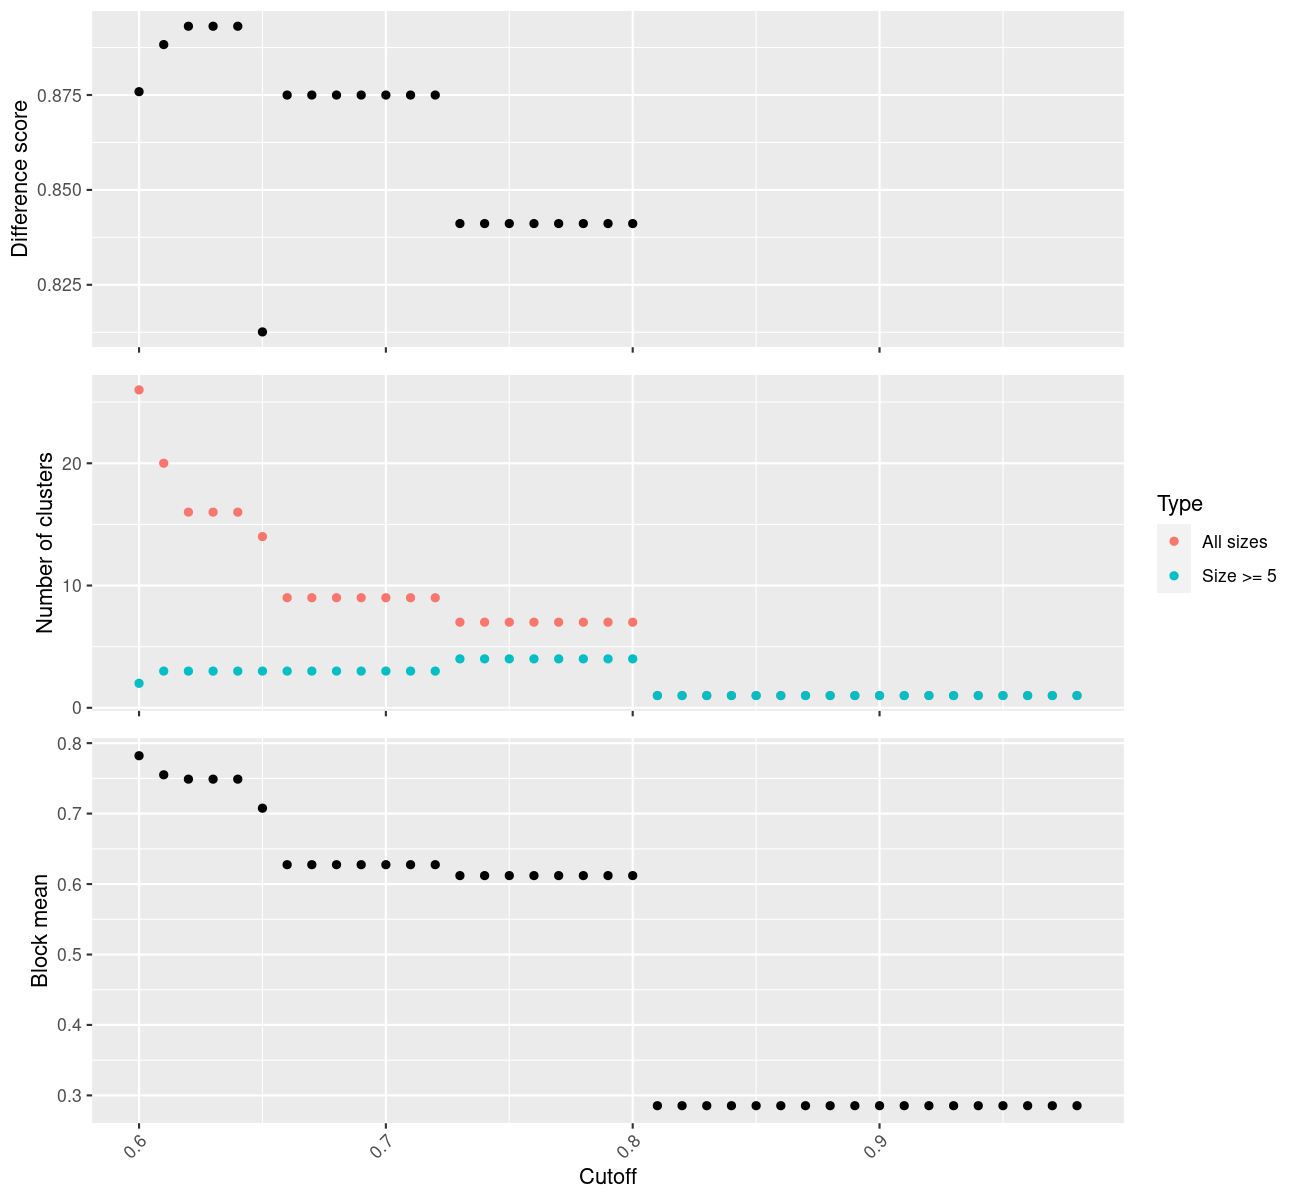 Difference score
0.875
0.850
0.825
Number of clusters
20
10
0
Type
All sizes
Size >= 5
Block mean
0.8
0.7
0.6
0.5
0.4
0.3
0.6
0.7
0.8
0.9
Cutoff